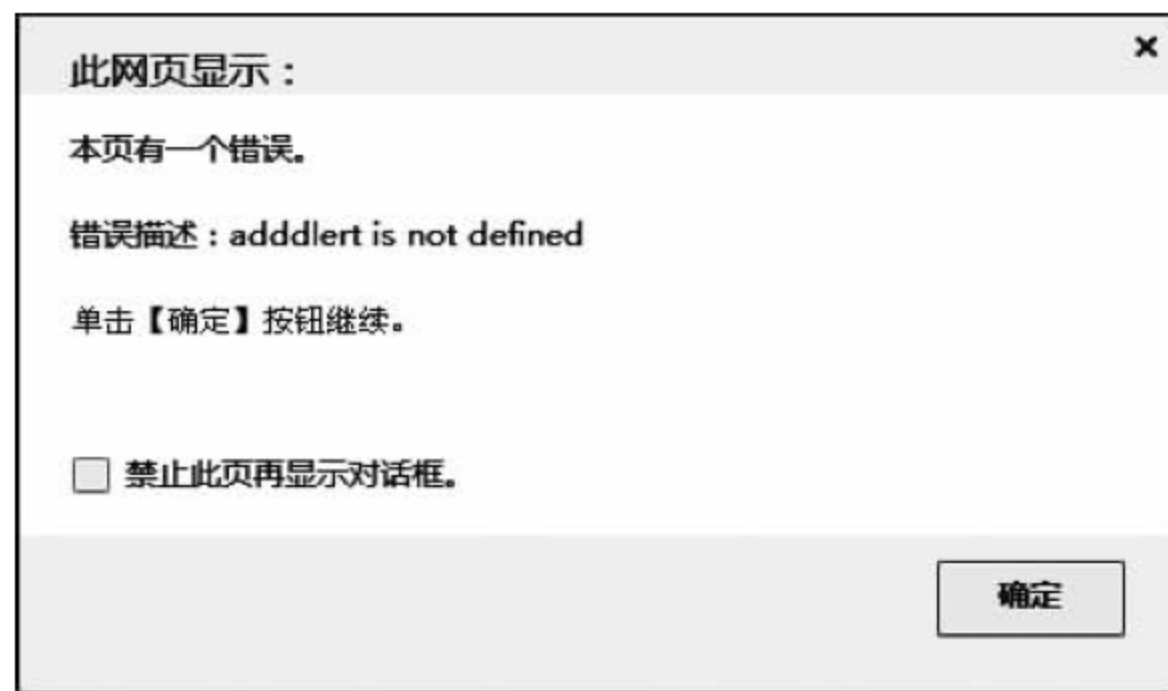 此网页显示：
本页有一个错误。
错误描述：adddlert is not defined
单击【确定】按钮继续。
禁止此页再显示对话框。
确定